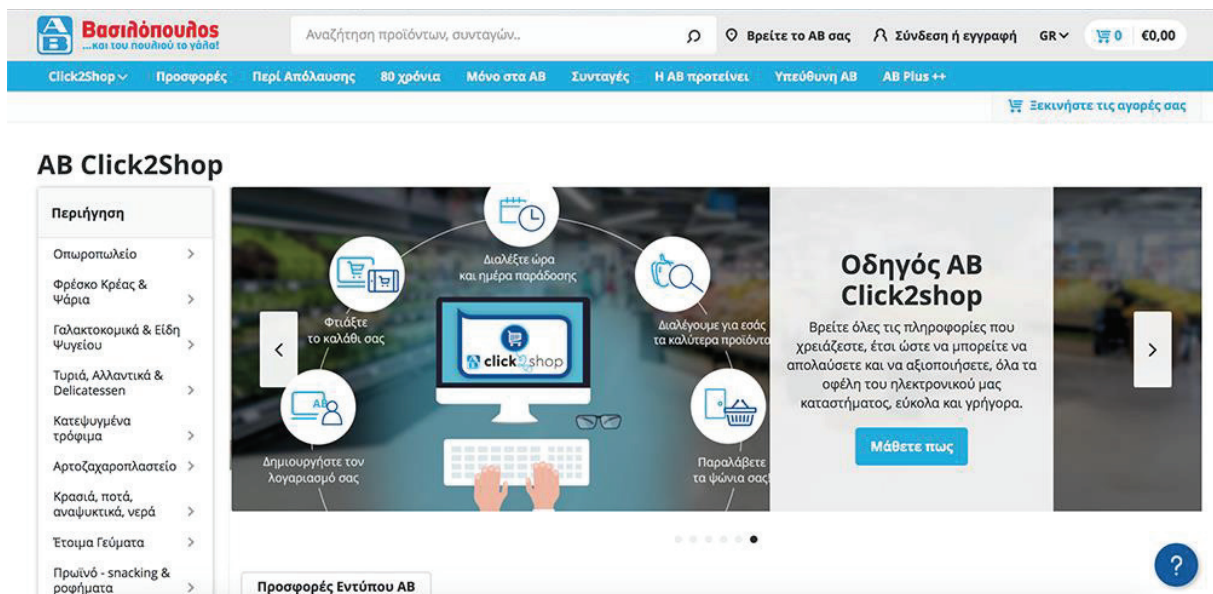 AB
Βασιλόπουλος
...και του πουλιού το γάλα!
Αναζήτηση προϊόντων, συνταγών..
Βρείτε το ΑΒ σας
Σύνδεση ή εγγραφή
GR
0 €0,00
Click2Shop
Προσφορές
Περί Απόλαυσης
80 χρόνια
Μόνο στα ΑΒ
Συνταγές
Η ΑΒ προτείνει
Υπεύθυνη ΑΒ
AB Plus ++
Ξεκινήστε τις αγορές σας
AB Click2Shop
Περιήγηση
Οπωροπωλείο
Φρέσκο Κρέας &
Ψάρια
Γαλακτοκομικά & Είδη
Ψυγείου
Τυριά, Αλλαντικά &
Delicatessen
Κατεψυγμένα
τρόφιμα
Αρτοζαχαροπλαστείο
Κρασιά, ποτά,
αναψυκτικά, νερά
Έτοιμα Γεύματα
Πρωϊνό - snacking &
ροφήματα
Δημιουργήστε τον
λογαριασμό σας
AB
Φτιάξτε
το καλάθι σας
Διαλέξτε ώρα
και ημέρα παράδοσης
Διαλέγουμε για εσάς
τα καλύτερα προϊόντα
Παραλάβετε
τα ψώνια σας!
AB click2shop
Οδηγός ΑΒ
Click2shop
Βρείτε όλες τις πληροφορίες που
χρειάζεστε, έτσι ώστε να μπορείτε να
απολαύσετε και να αξιοποιήσετε, όλα τα
οφέλη του ηλεκτρονικού μας
καταστήματος, εύκολα και γρήγορα.
Μάθετε πως
Προσφορές Εντύπου ΑΒ
?